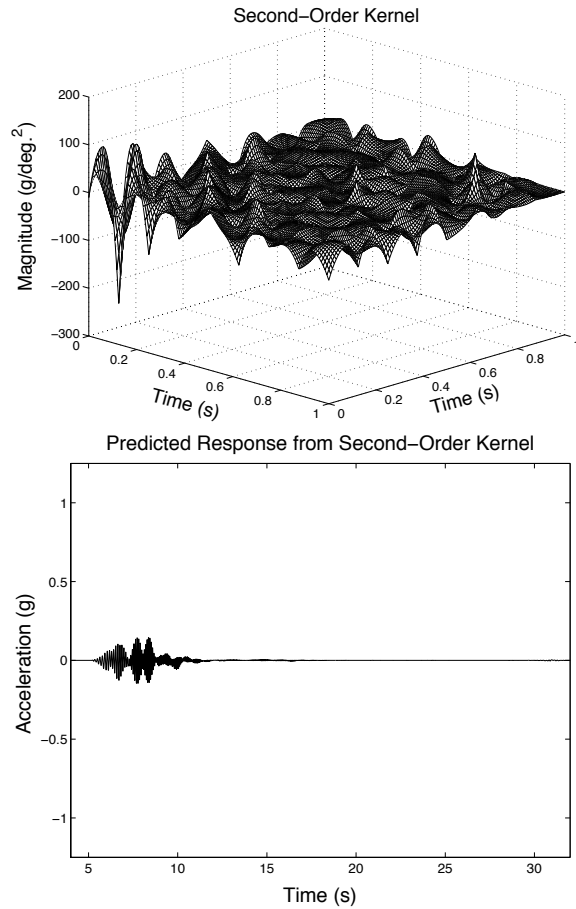 Second−Order Kernel
200
100
0
−100
−200
−300
Magnitude (g/deg.²)
0
0.2
0.4
0.6
0.8
1
Time (s)
0
0.2
0.4
0.6
0.8
1
Time (s)
Predicted Response from Second−Order Kernel
1
0.5
0
−0.5
−1
Acceleration (g)
5 10 15 20 25 30
Time (s)